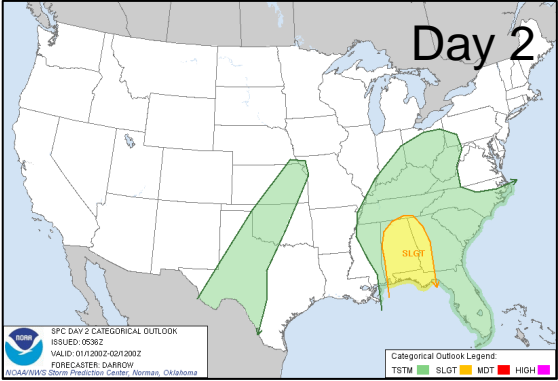 Day 2
SLGT
NOAA
SPC DAY 2 CATEGORICAL OUTLOOK
ISSUED: 0536Z
VALID: 01/1200Z-02/1200Z
FORECASTER: DARROW
NOAA/NWS Storm Prediction Center, Norman, Oklahoma
Categorical Outlook Legend:
TSTM SLGT MDT HIGH